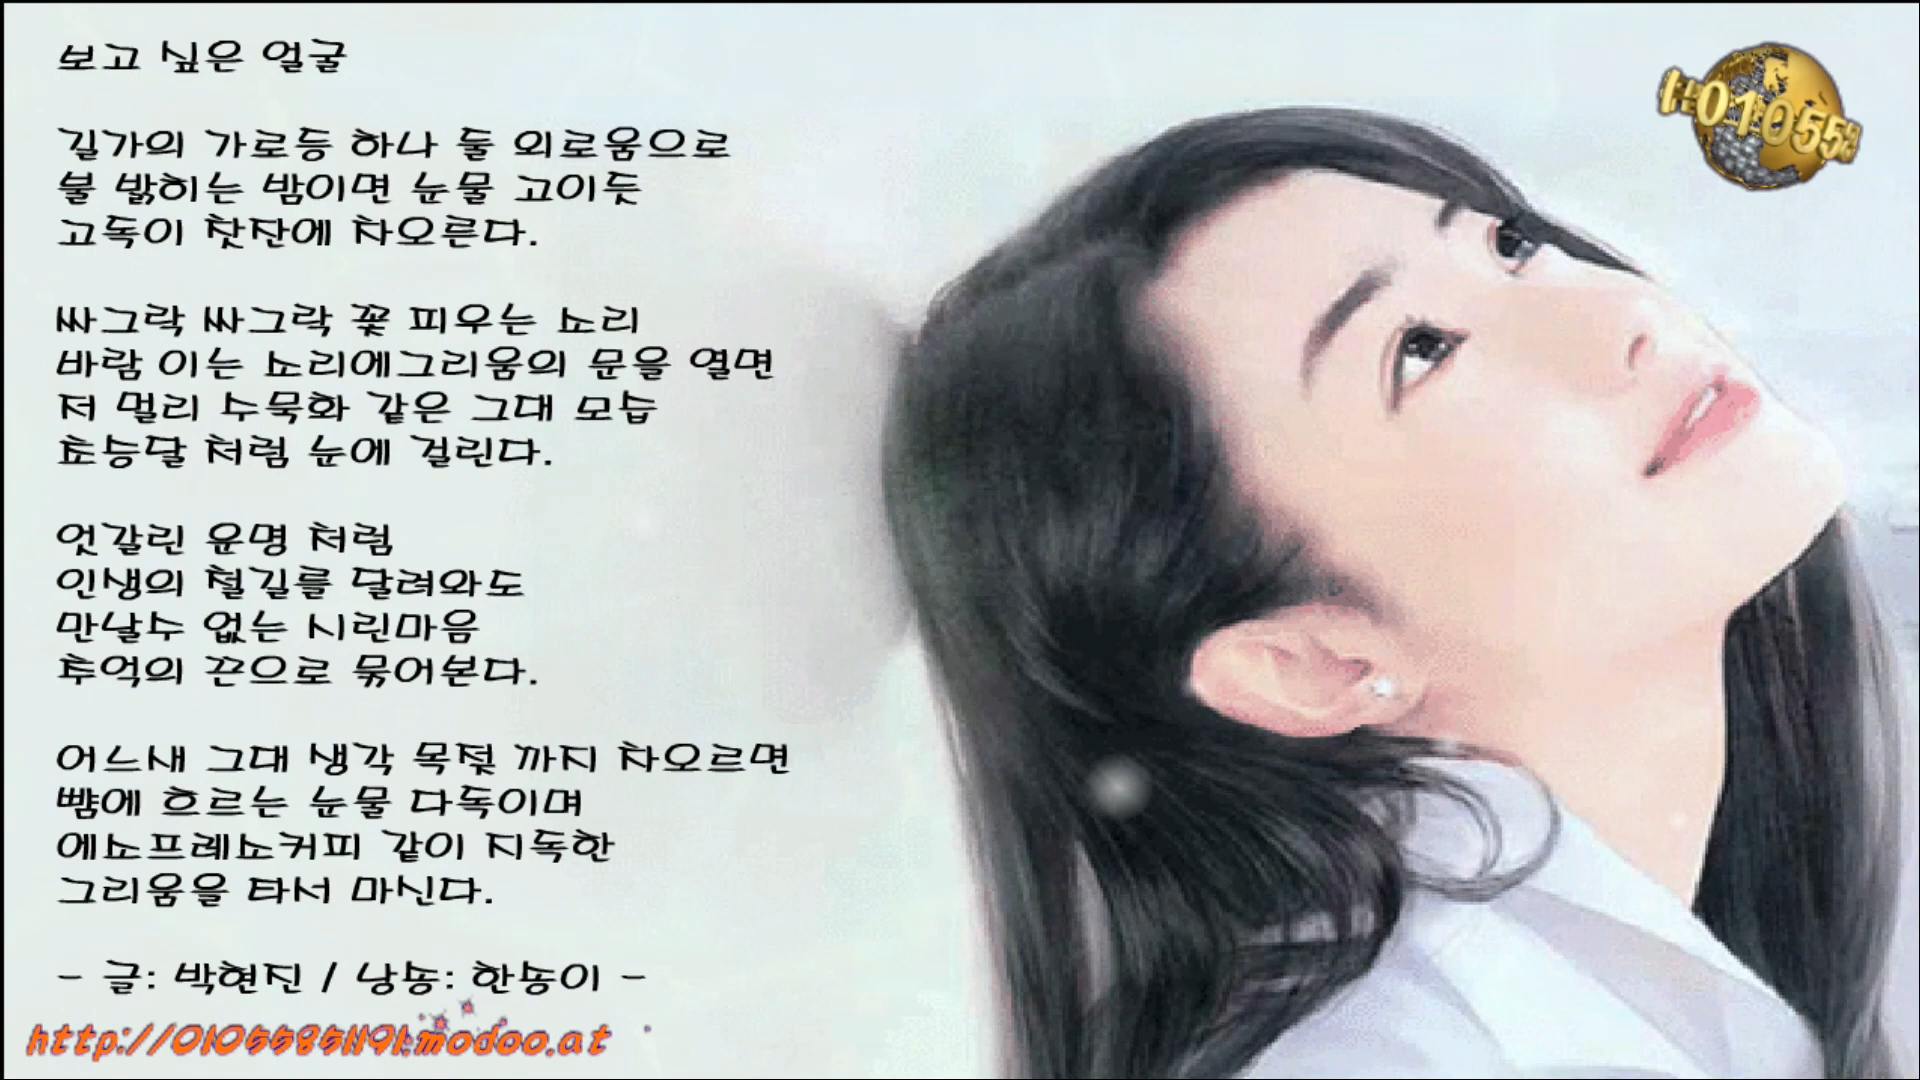 보고 싶은 얼굴
길가의 가로등 하나 둘 외로움으로
불 밝히는 밤이면 눈물 고이듯
고독이 찻잔에 차오른다.
싸그락 싸그락 꽃 피우는 소리
바람 이는 소리에그리움의 문을 열면
저 멀리 수묵화 같은 그대 모습
초승달 처럼 눈에 걸린다.
엇갈린 운명 처럼
인생의 철길를 달려와도
만날수 없는 시린마음
추억의 끈으로 묶어본다.
어느새 그대 생각 목젖 까지 차오르면
뺨에 흐르는 눈물 다독이며
에소프레소커피 같이 지독한
그리움을 타서 마신다.
- 글: 박현진 / 낭송: 한송이 -
http://01055851191.modoo.at